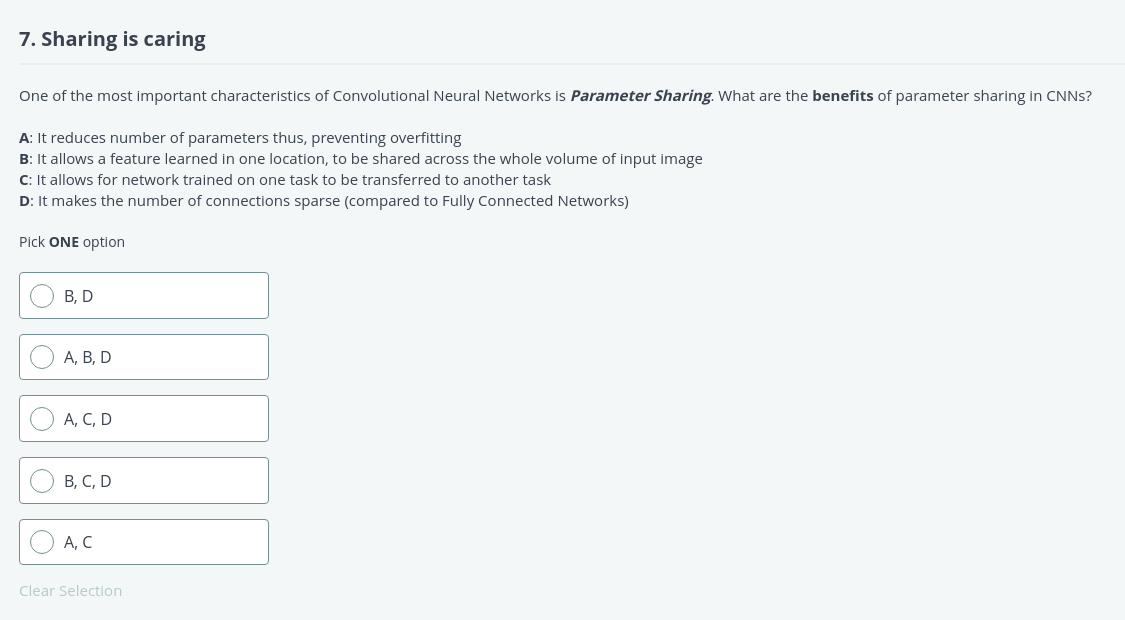 7. Sharing is caring
One of the most important characteristics of Convolutional Neural Networks is Parameter Sharing. What are the benefits of parameter sharing in CNNs?
A: It reduces number of parameters thus, preventing overfitting
B: It allows a feature learned in one location, to be shared across the whole volume of input image
C: It allows for network trained on one task to be transferred to another task
D: It makes the number of connections sparse (compared to Fully Connected Networks)
Pick ONE option
B, D
A, B, D
A, C, D
B, C, D
A, C
Clear Selection